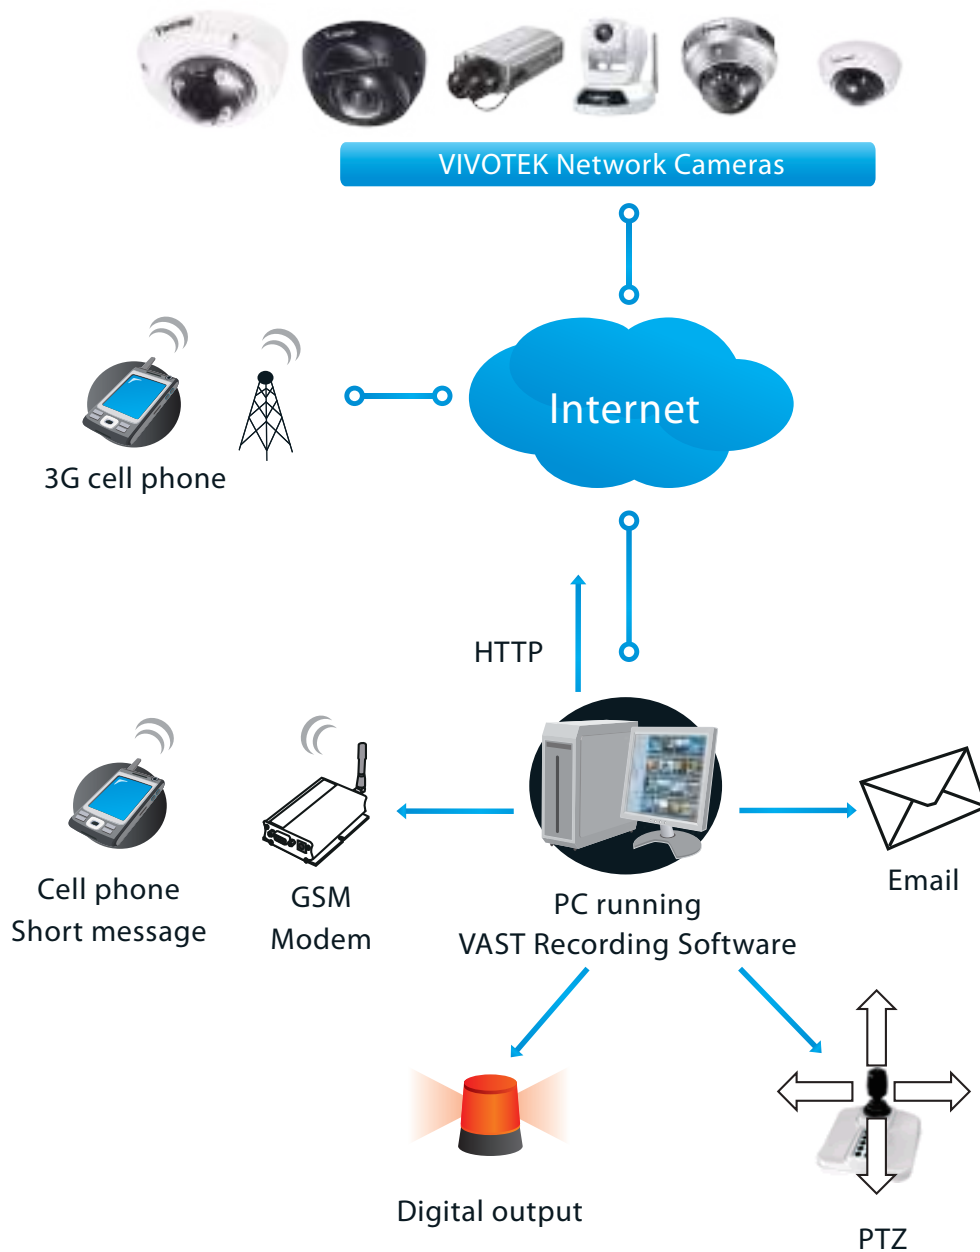 VIVOTEK Network Cameras
Internet
3G cell phone
HTTP
Cell phone
Short message
GSM
Modem
PC running
VAST Recording Software
Email
Digital output
PTZ